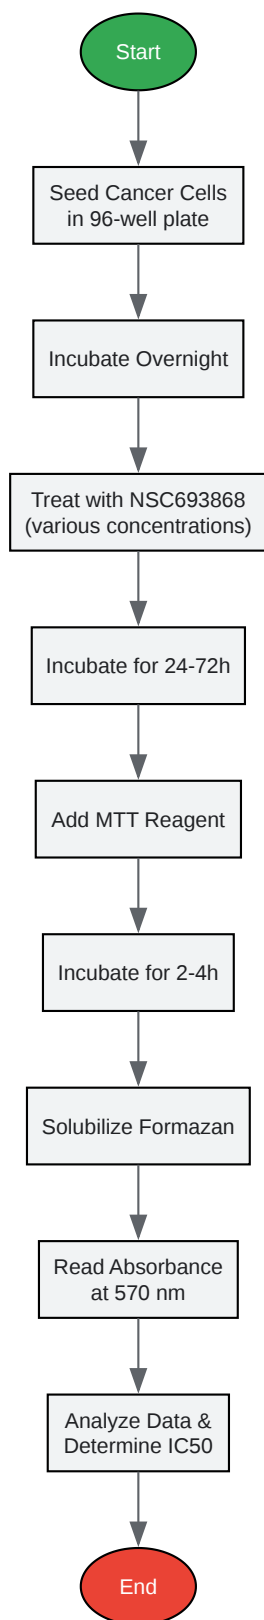 Start
Seed Cancer Cells
in 96-well plate
Incubate Overnight
Treat with NSC693868
(various concentrations)
Incubate for 24-72h
Add MTT Reagent
Incubate for 2-4h
Solubilize Formazan
Read Absorbance
at 570 nm
Analyze Data &
Determine IC50
End